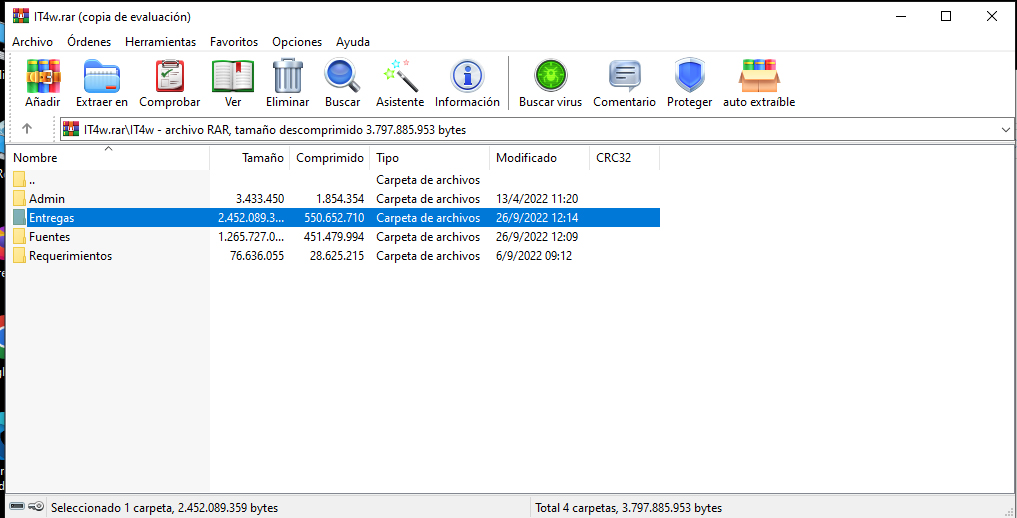 IT4w.rar (copia de evaluación)
Archivo Órdenes Herramientas Favoritos Opciones Ayuda
Añadir Extraer en Comprobar Ver Eliminar Buscar Asistente Información Buscar virus Comentario Proteger auto extraíble
IT4w.rar\IT4w - archivo RAR, tamaño descomprimido 3.797.885.953 bytes
Nombre Tamaño Comprimido Tipo Modificado CRC32
.. Carpeta de archivos
Admin 3.433.450 1.854.354 Carpeta de archivos 13/4/2022 11:20
Entregas 2.452.089.3... 550.652.710 Carpeta de archivos 26/9/2022 12:14
Fuentes 1.265.727.0... 451.479.994 Carpeta de archivos 26/9/2022 12:09
Requerimientos 76.636.055 28.625.215 Carpeta de archivos 6/9/2022 09:12
Seleccionado 1 carpeta, 2.452.089.359 bytes Total 4 carpetas, 3.797.885.953 bytes